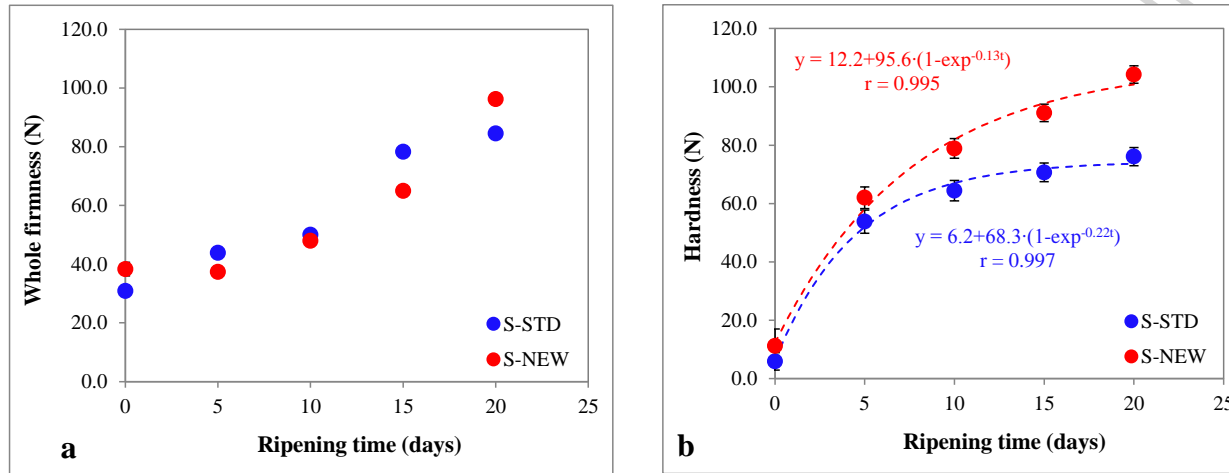 120.0
100.0
80.0
60.0
40.0
20.0
0.0
Whole firmness (N)
S-STD
S-NEW
0 5 10 15 20 25
a Ripening time (days)
120.0
100.0
80.0
60.0
40.0
20.0
0.0
Hardness (N)
y = 12.2+95.6·(1-exp-0.13t)
r = 0.995
y = 6.2+68.3·(1-exp-0.22t)
r = 0.997
S-STD
S-NEW
0 5 10 15 20 25
b Ripening time (days)